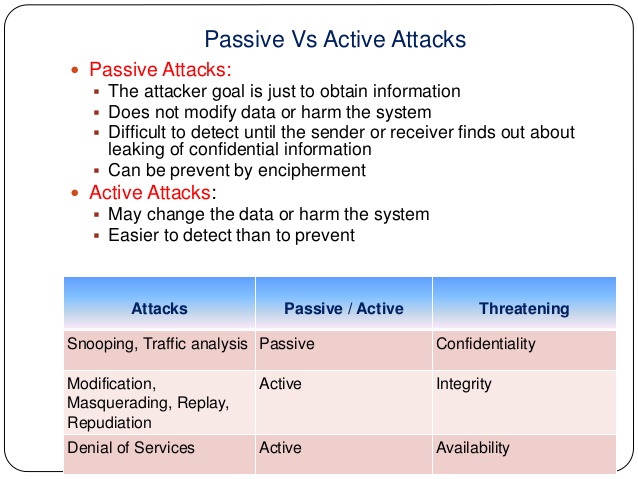 Passive Vs Active Attacks
Passive Attacks:
The attacker goal is just to obtain information
Does not modify data or harm the system
Difficult to detect until the sender or receiver finds out about
leaking of confidential information
Can be prevent by encipherment
Active Attacks:
May change the data or harm the system
Easier to detect than to prevent
Attacks Passive / Active Threatening
Snooping, Traffic analysis Passive Confidentiality
Modification, Active Integrity
Masquerading, Replay,
Repudiation
Denial of Services Active Availability